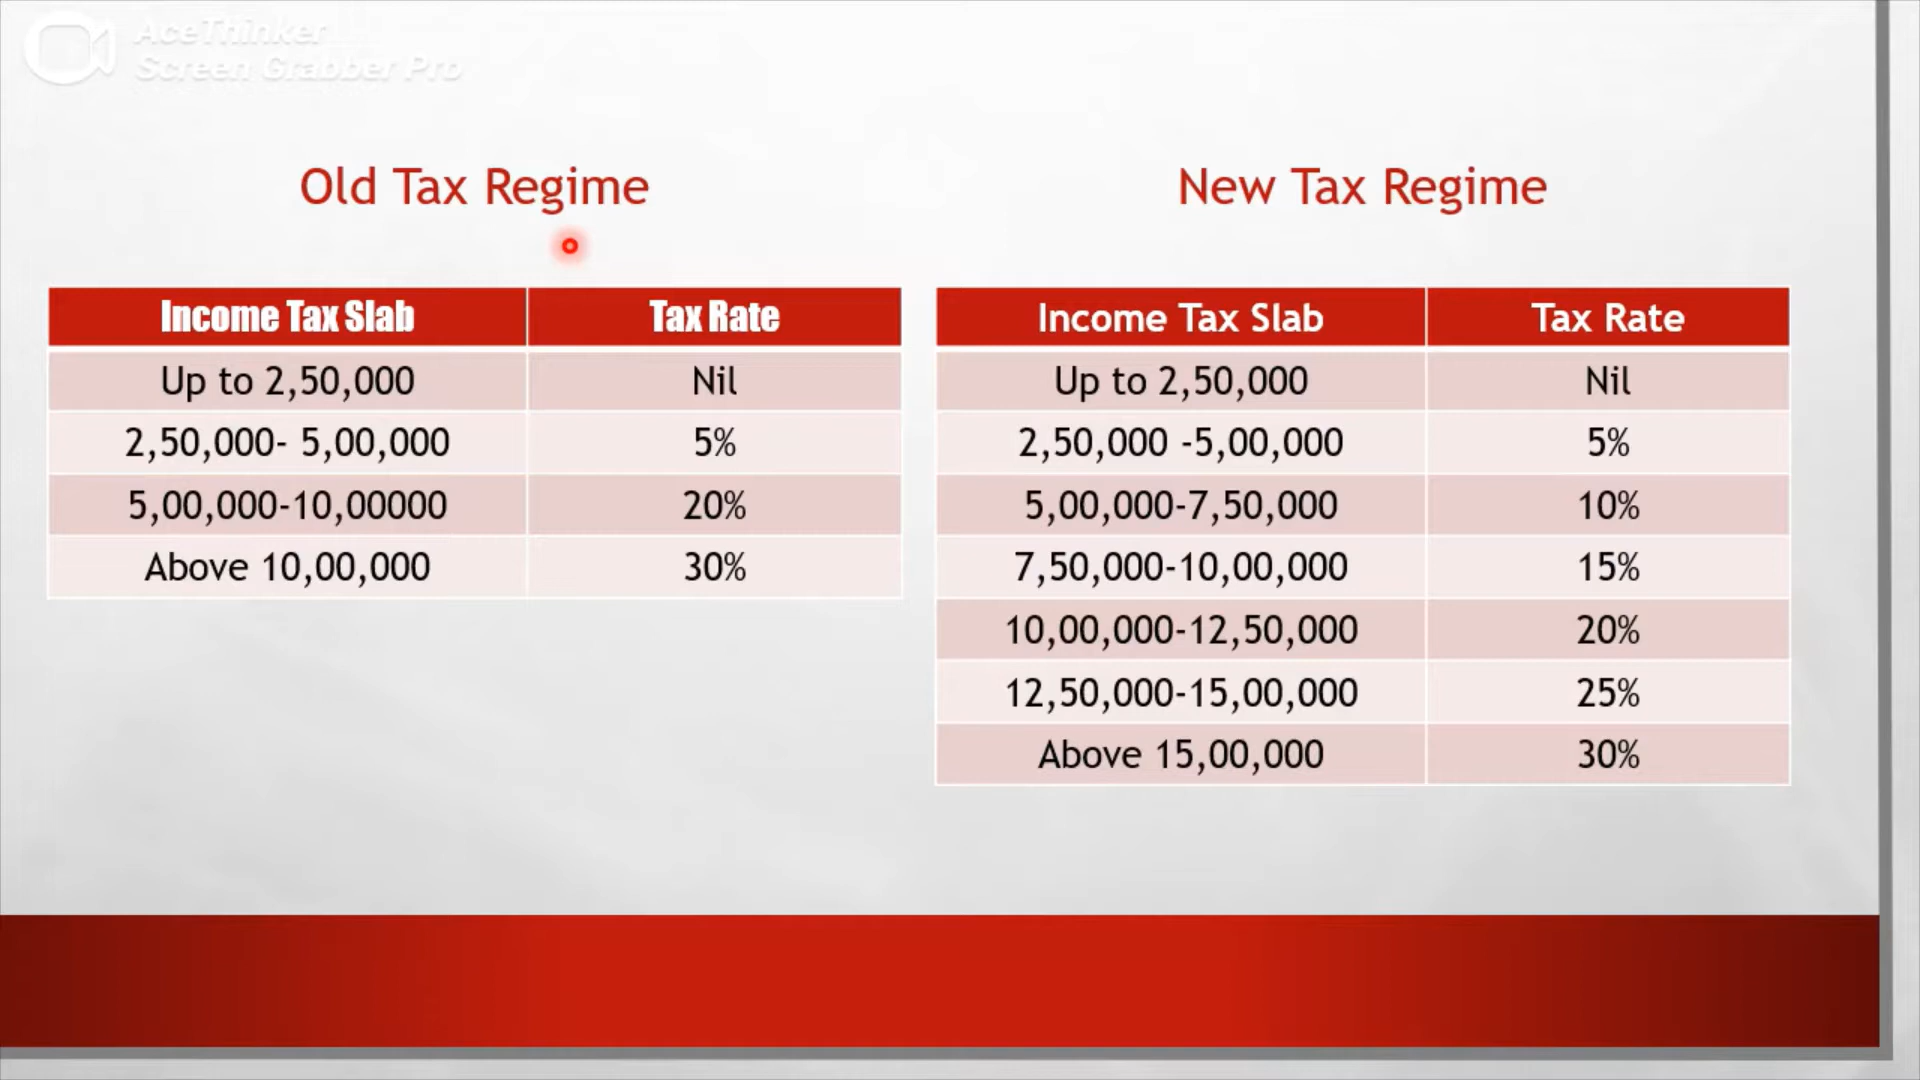 AceThinker
Screen Grabber Pro
Old Tax Regime
Income Tax Slab Tax Rate
Up to 2,50,000 Nil
2,50,000- 5,00,000 5%
5,00,000-10,00000 20%
Above 10,00,000 30%
New Tax Regime
Income Tax Slab Tax Rate
Up to 2,50,000 Nil
2,50,000 -5,00,000 5%
5,00,000-7,50,000 10%
7,50,000-10,00,000 15%
10,00,000-12,50,000 20%
12,50,000-15,00,000 25%
Above 15,00,000 30%